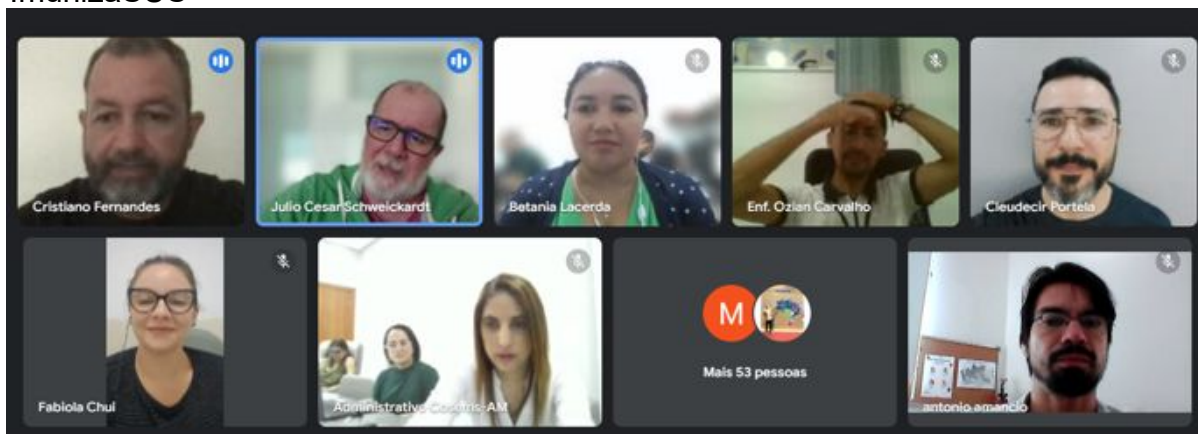 ImunizaSUS
Cristiano Fernandes
Julio Cesar Schweickardt
Betania Lacerda
Enf. Ozian Carvalho
Cleudecir Portela
Fabiola Chui
Administrativo Cosems-AM
M
Mais 53 pessoas
antonio amancio